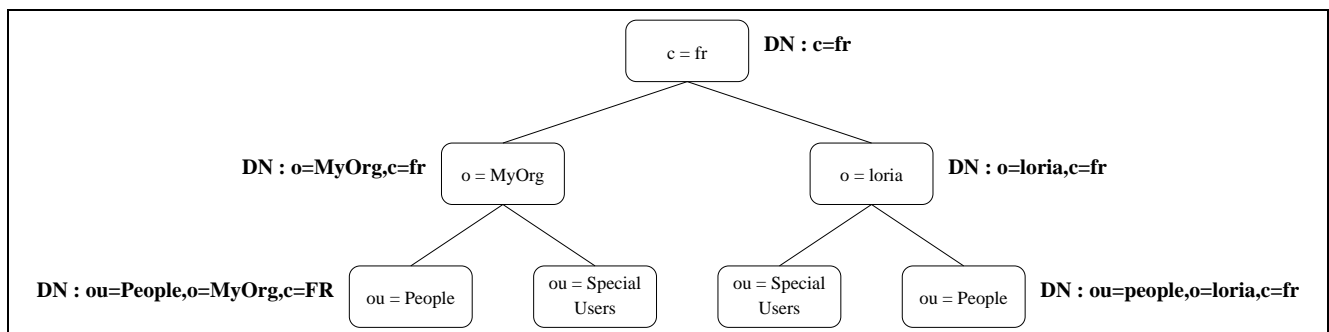 c = fr
DN : c=fr
DN : o=MyOrg,c=fr
o = MyOrg
o = loria
DN : o=loria,c=fr
DN : ou=People,o=MyOrg,c=FR
ou = People
ou = Special
Users
ou = Special
Users
ou = People
DN : ou=people,o=loria,c=fr